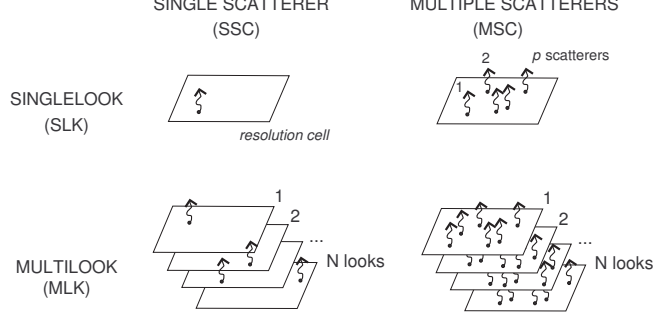 SINGLE SCATTERER
(SSC)
MULTIPLE SCATTERERS
(MSC)
SINGLELOOK
(SLK)
resolution cell
1
2
p scatterers
MULTILOOK
(MLK)
1
2
...
N looks
1
2
...
N looks